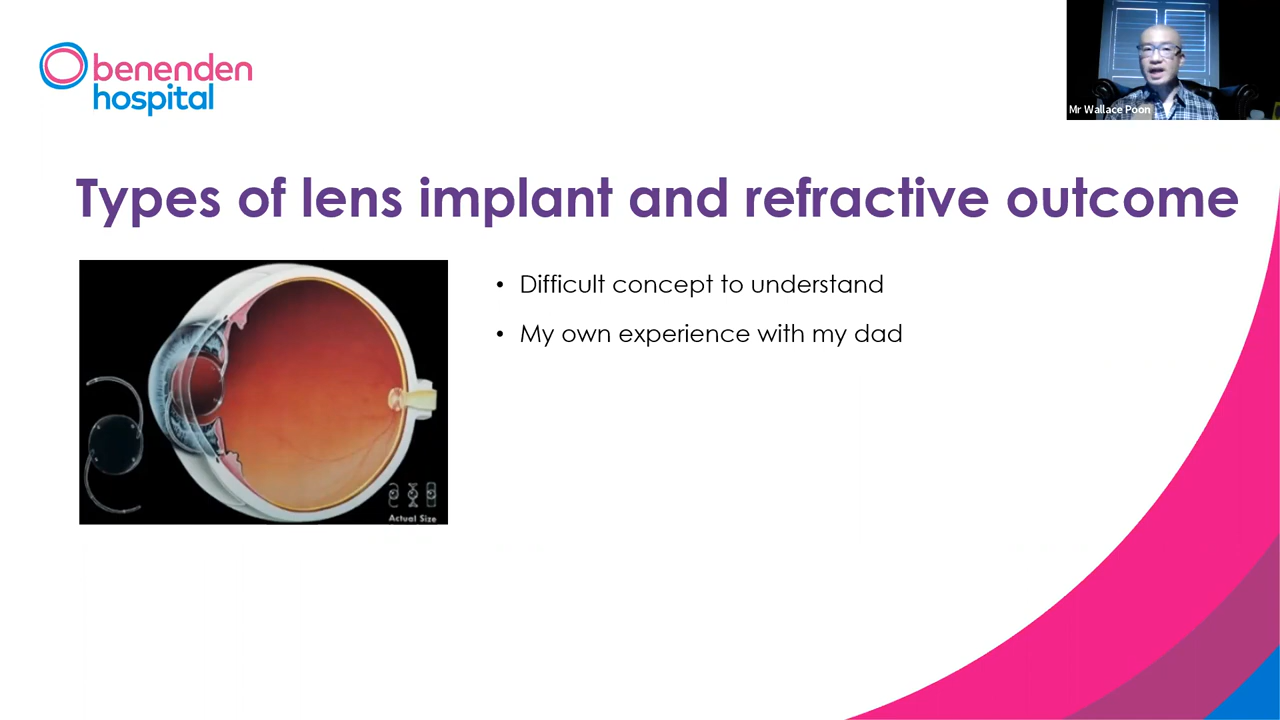 benenden
hospital
Mr Wallace Poon
Types of lens implant and refractive outcome
• Difficult concept to understand
• My own experience with my dad
Actual Size